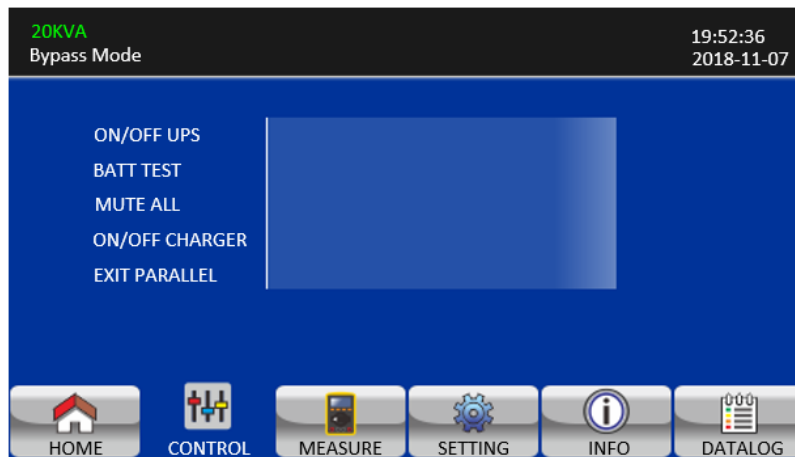 20KVA
Bypass Mode
19:52:36
2018-11-07
ON/OFF UPS
BATT TEST
MUTE ALL
ON/OFF CHARGER
EXIT PARALLEL
HOME
CONTROL
MEASURE
SETTING
INFO
DATALOG